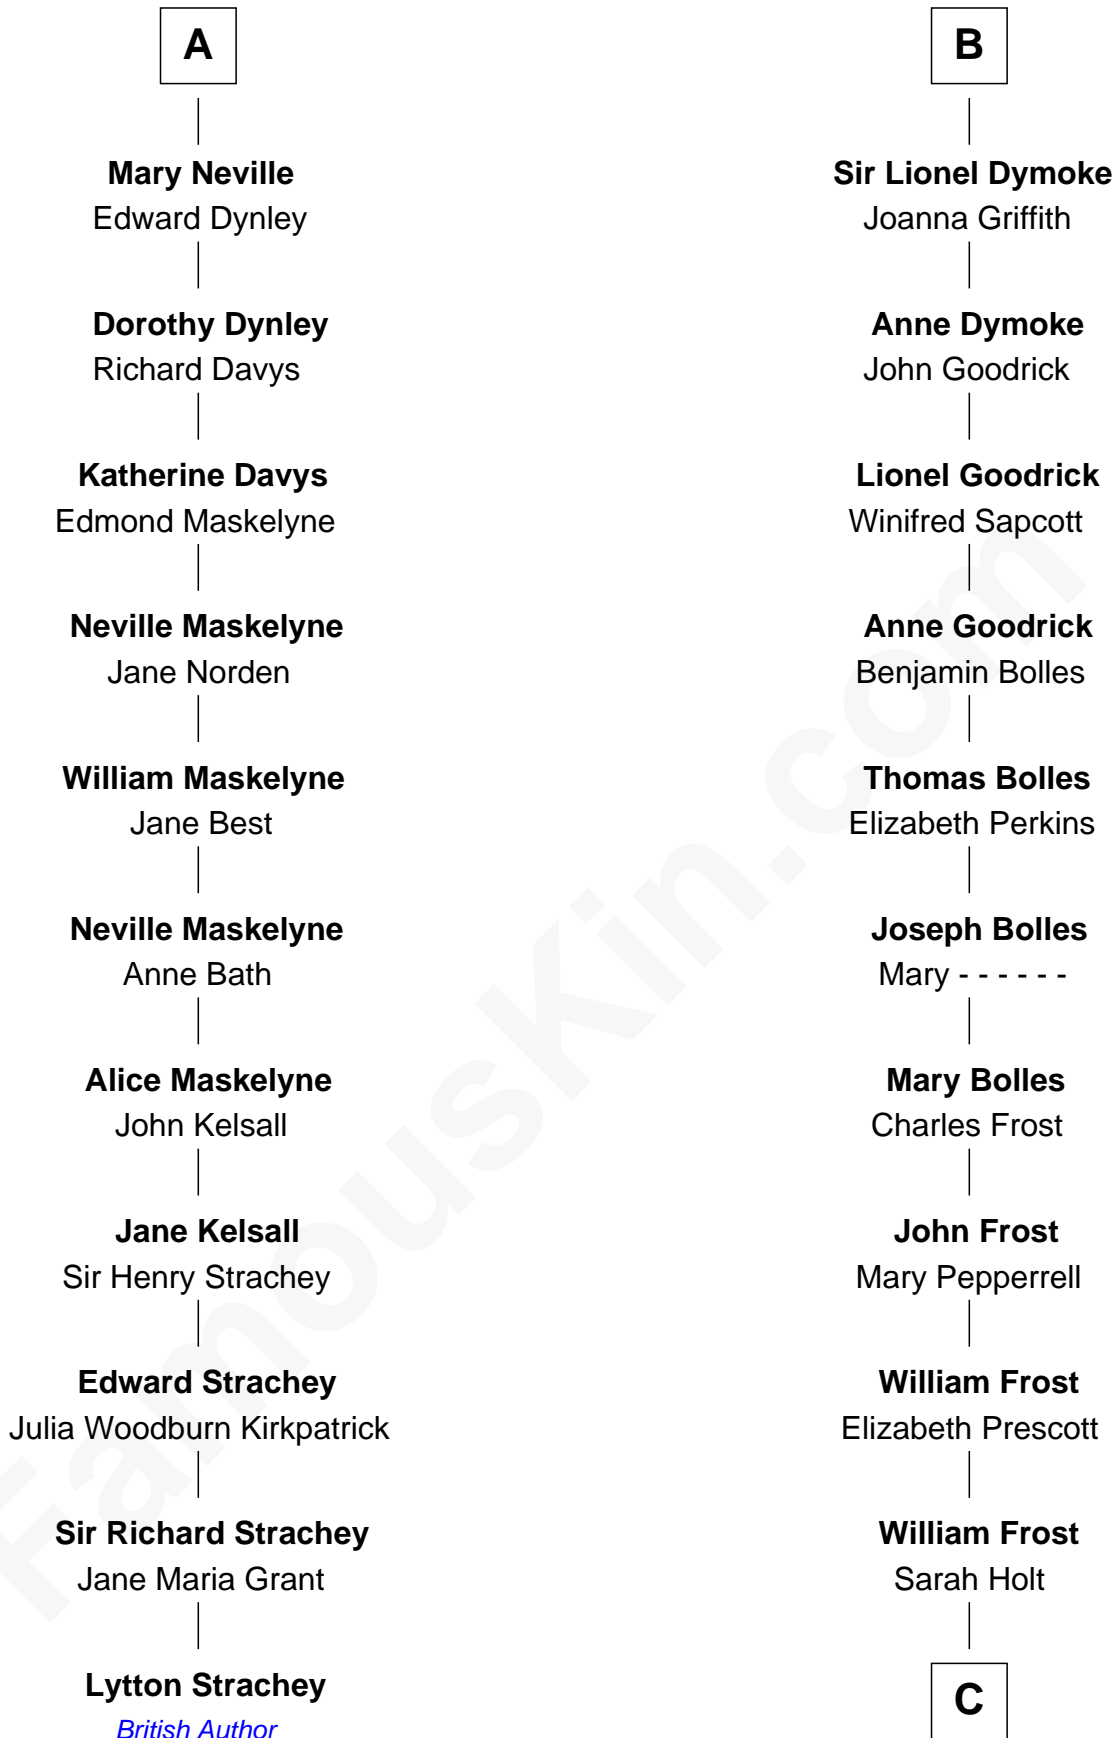 A
Mary Neville
Edward Dynley
Dorothy Dynley
Richard Davys
Katherine Davys
Edmond Maskelyne
Neville Maskelyne
Jane Norden
William Maskelyne
Jane Best
Neville Maskelyne
Anne Bath
Alice Maskelyne
John Kelsall
Jane Kelsall
Sir Henry Strachey
Edward Strachey
Julia Woodburn Kirkpatrick
Sir Richard Strachey
Jane Maria Grant
Lytton Strachey
British Author
B
Sir Lionel Dymoke
Joanna Griffith
Anne Dymoke
John Goodrick
Lionel Goodrick
Winifred Sapcott
Anne Goodrick
Benjamin Bolles
Thomas Bolles
Elizabeth Perkins
Joseph Bolles
Mary - - - - - -
Mary Bolles
Charles Frost
John Frost
Mary Pepperrell
William Frost
Elizabeth Prescott
William Frost
Sarah Holt
C
FamousKin.com